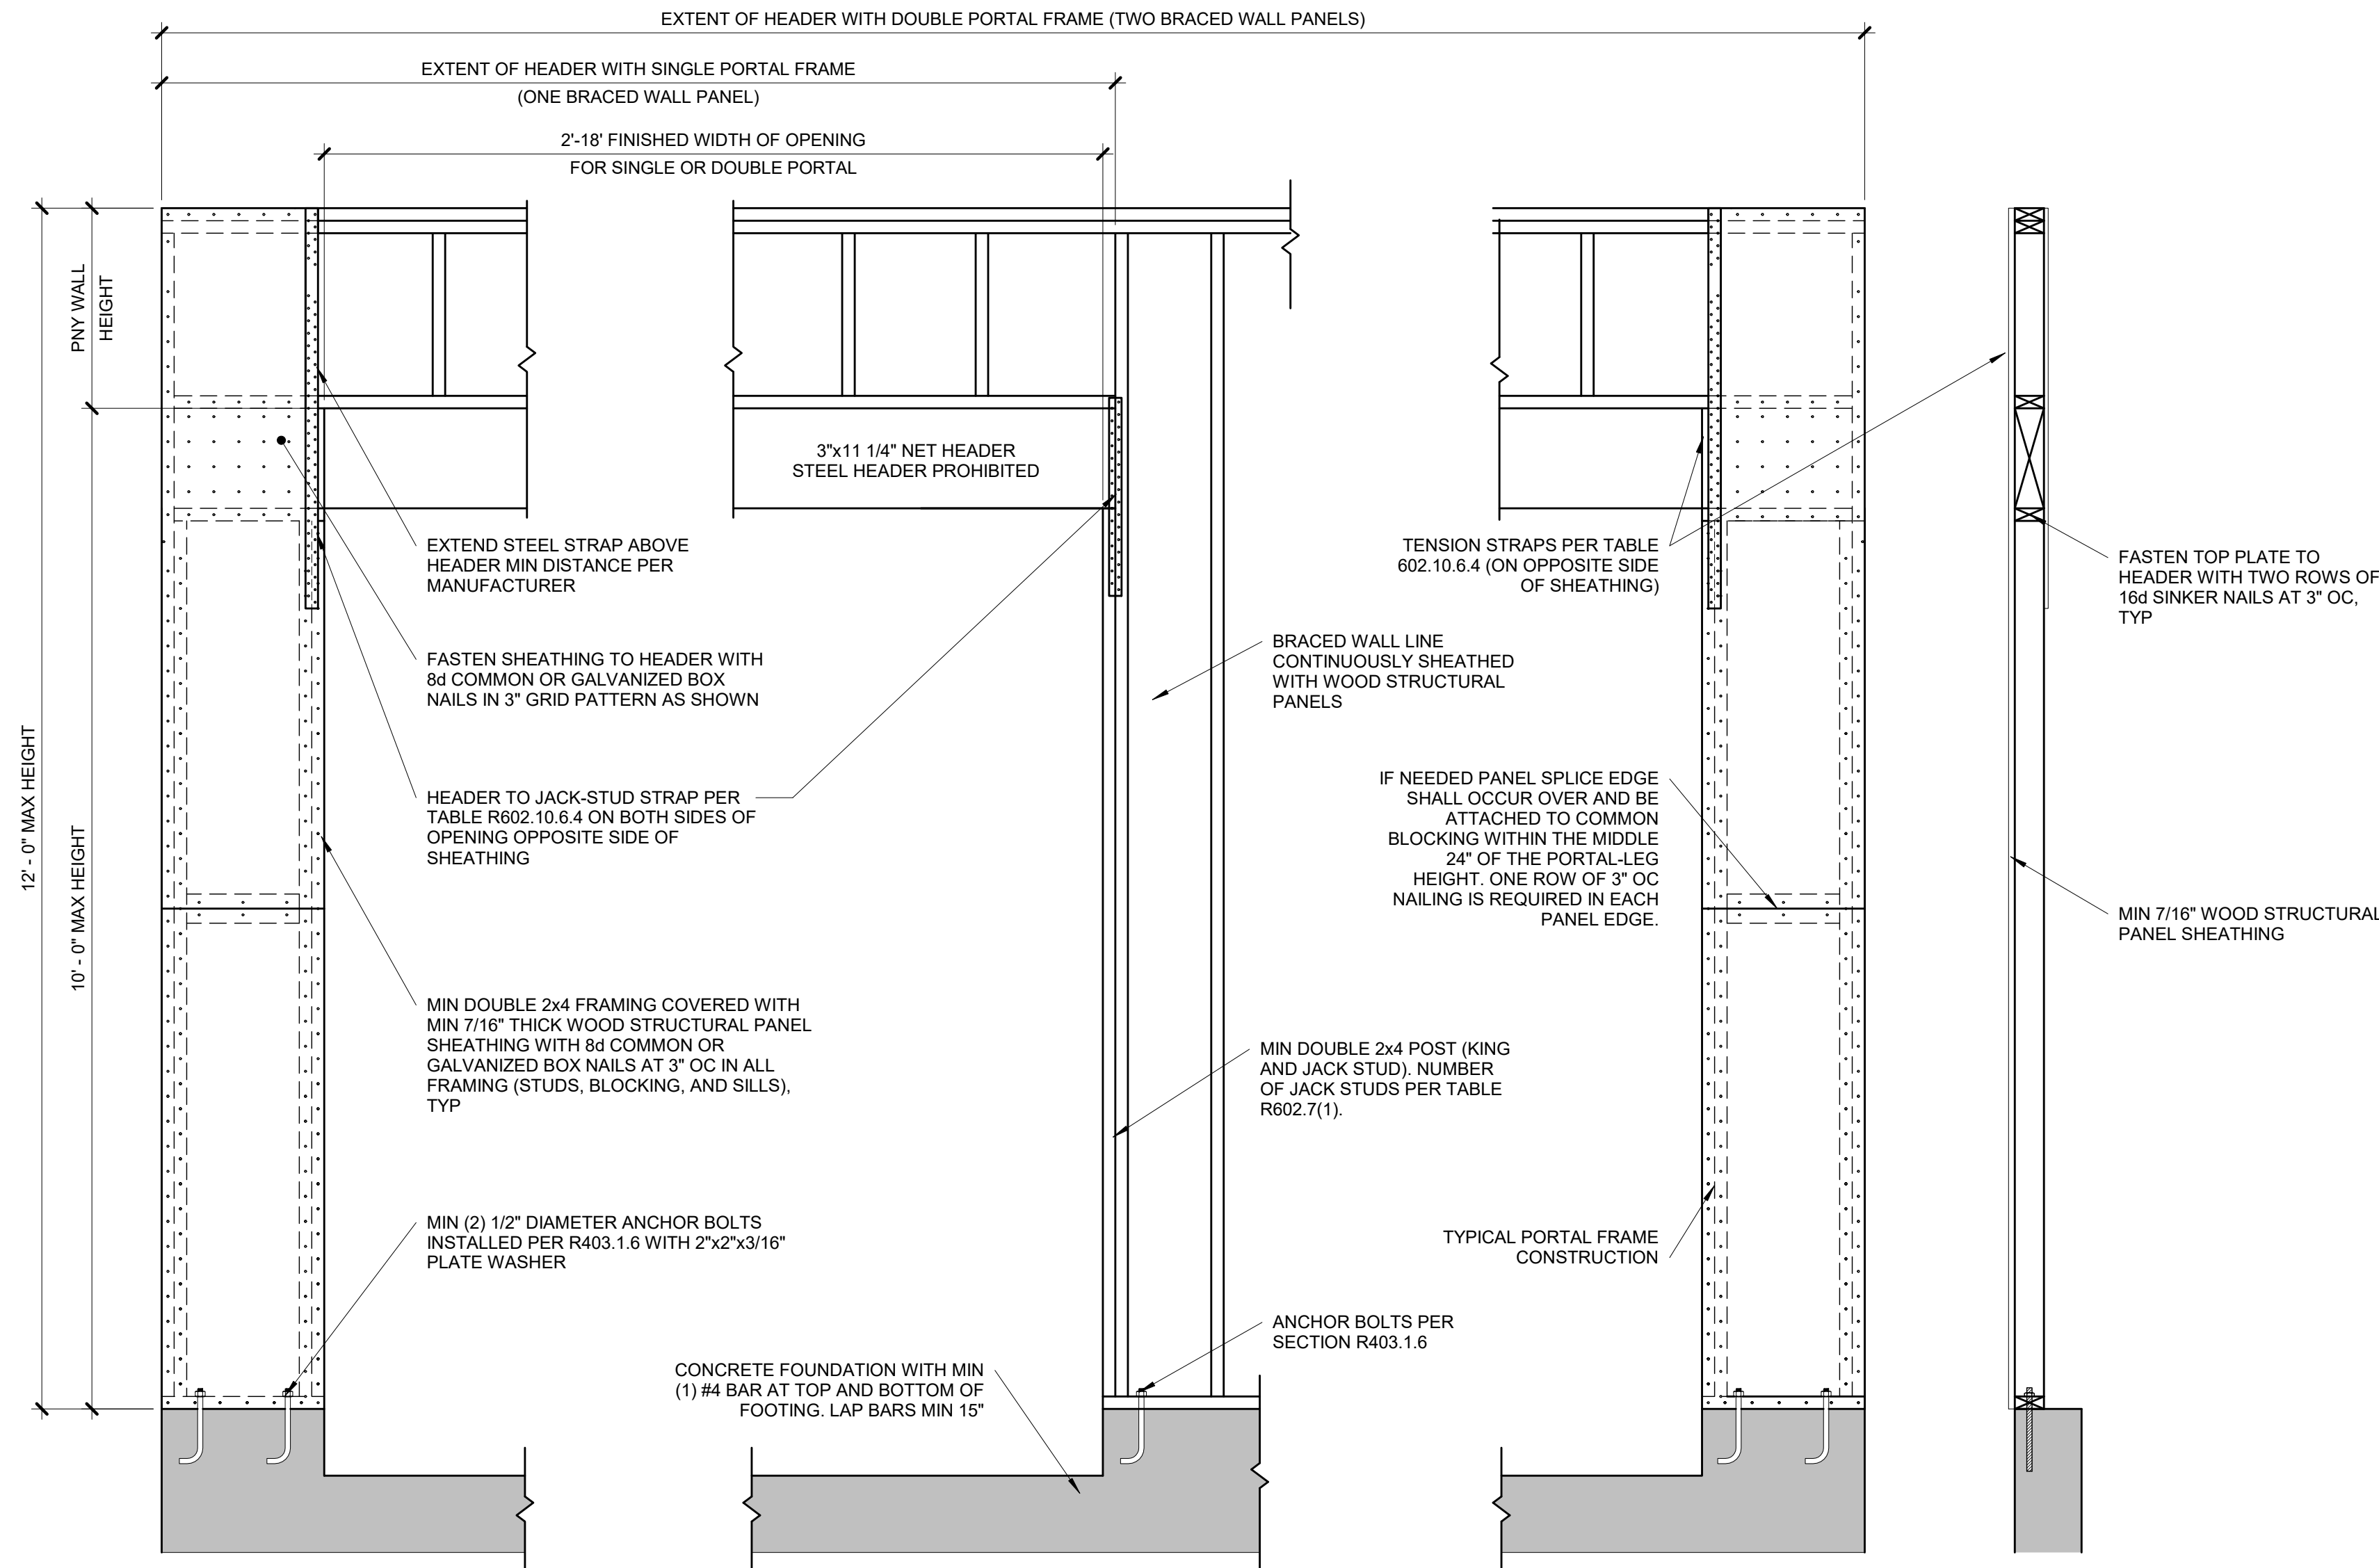 EXTENT OF HEADER WITH DOUBLE PORTAL FRAME (TWO BRACED WALL PANELS)
EXTENT OF HEADER WITH SINGLE PORTAL FRAME
(ONE BRACED WALL PANEL)
2'-18' FINISHED WIDTH OF OPENING
FOR SINGLE OR DOUBLE PORTAL
PNY WALL
HEIGHT
12' - 0" MAX HEIGHT
10' - 0" MAX HEIGHT
3"x11 1/4" NET HEADER
STEEL HEADER PROHIBITED
EXTEND STEEL STRAP ABOVE
HEADER MIN DISTANCE PER
MANUFACTURER
FASTEN SHEATHING TO HEADER WITH
8d COMMON OR GALVANIZED BOX
NAILS IN 3" GRID PATTERN AS SHOWN
HEADER TO JACK-STUD STRAP PER
TABLE R602.10.6.4 ON BOTH SIDES OF
OPENING OPPOSITE SIDE OF
SHEATHING
MIN DOUBLE 2x4 FRAMING COVERED WITH
MIN 7/16" THICK WOOD STRUCTURAL PANEL
SHEATHING WITH 8d COMMON OR
GALVANIZED BOX NAILS AT 3" OC IN ALL
FRAMING (STUDS, BLOCKING, AND SILLS),
TYP
MIN (2) 1/2" DIAMETER ANCHOR BOLTS
INSTALLED PER R403.1.6 WITH 2"x2"x3/16"
PLATE WASHER
CONCRETE FOUNDATION WITH MIN
(1) #4 BAR AT TOP AND BOTTOM OF
FOOTING. LAP BARS MIN 15"
TENSION STRAPS PER TABLE
602.10.6.4 (ON OPPOSITE SIDE
OF SHEATHING)
BRACED WALL LINE
CONTINUOUSLY SHEATHED
WITH WOOD STRUCTURAL
PANELS
IF NEEDED PANEL SPLICE EDGE
SHALL OCCUR OVER AND BE
ATTACHED TO COMMON
BLOCKING WITHIN THE MIDDLE
24" OF THE PORTAL-LEG
HEIGHT. ONE ROW OF 3" OC
NAILING IS REQUIRED IN EACH
PANEL EDGE.
MIN DOUBLE 2x4 POST (KING
AND JACK STUD). NUMBER
OF JACK STUDS PER TABLE
R602.7(1).
TYPICAL PORTAL FRAME
CONSTRUCTION
ANCHOR BOLTS PER
SECTION R403.1.6
FASTEN TOP PLATE TO
HEADER WITH TWO ROWS OF
16d SINKER NAILS AT 3" OC,
TYP
MIN 7/16" WOOD STRUCTURAL
PANEL SHEATHING